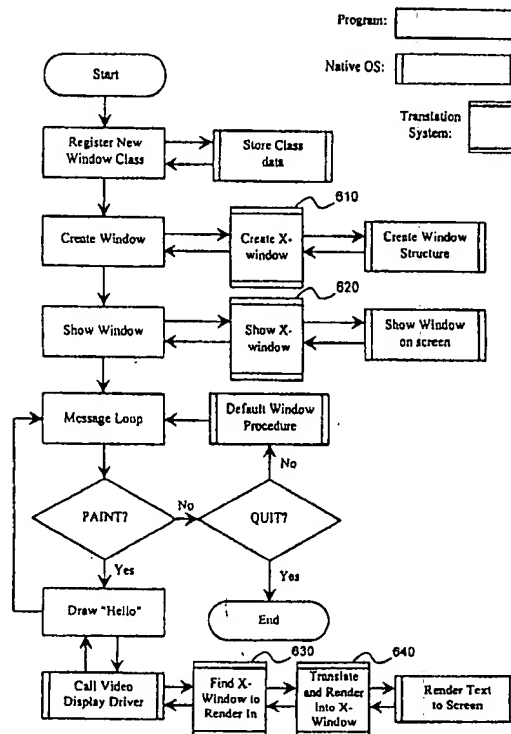 Program:
Native OS:
Translation
System:
Start
Register New
Window Class
Store Class
data
610
Create Window
Create X-
window
Create Window
Structure
620
Show Window
Show X-
window
Show Window
on screen
Message Loop
Default Window
Procedure
No
PAINT?
No
QUIT?
Yes
Yes
Draw "Hello"
End
630
640
Call Video
Display Driver
Find X-
Window to
Render In
Translate
and Render
Into X-
Window
Render Text
to Screen